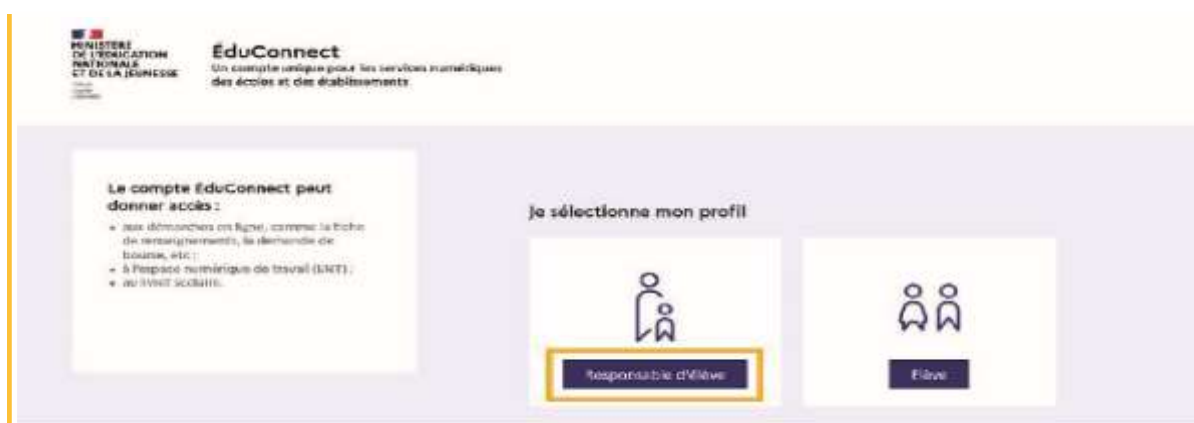 MINISTÈRE
DE L'ÉDUCATION
NATIONALE
ET DE LA JEUNESSE
ÉduConnect
Un compte unique pour les services numériques
des écoles et des établissements
Le compte ÉduConnect peut
donner accès :
• aux démarches en ligne, comme la fiche
de renseignements, la demande de
bourse, etc ;
• à l'espace numérique de travail (ENT) ;
• au livret scolaire.
Je sélectionne mon profil
Responsable d'élève
Élève